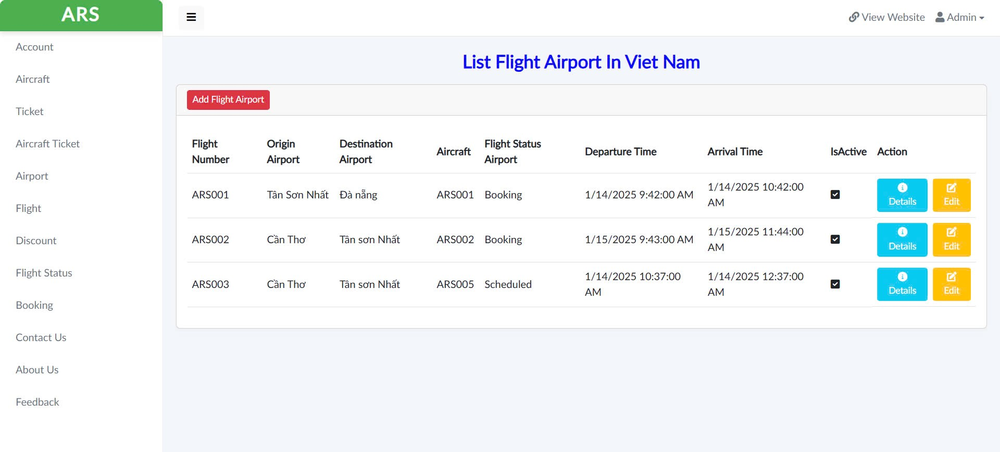 ARS
View Website
Admin
Account
Aircraft
Ticket
Aircraft Ticket
Airport
Flight
Discount
Flight Status
Booking
Contact Us
About Us
Feedback
List Flight Airport In Viet Nam
Add Flight Airport
Flight Number
Origin Airport
Destination Airport
Aircraft
Flight Status Airport
Departure Time
Arrival Time
IsActive
Action
ARS001
Tân Sơn Nhất
Đà nẵng
ARS001
Booking
1/14/2025 9:42:00 AM
1/14/2025 10:42:00 AM
Details
Edit
ARS002
Cần Thơ
Tân sơn Nhất
ARS002
Booking
1/15/2025 9:43:00 AM
1/15/2025 11:44:00 AM
Details
Edit
ARS003
Cần Thơ
Tân sơn Nhất
ARS005
Scheduled
1/14/2025 10:37:00 AM
1/14/2025 12:37:00 AM
Details
Edit